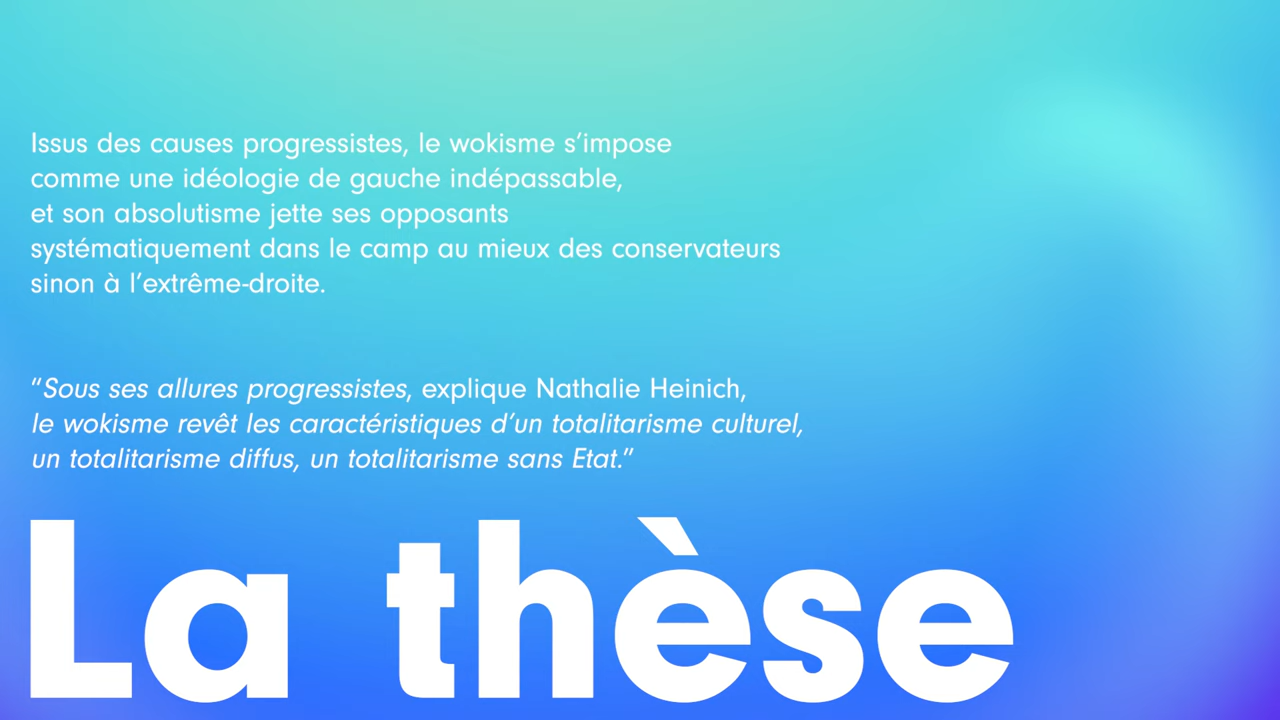 Issus des causes progressistes, le wokisme s’impose
comme une idéologie de gauche indépassable,
et son absolutisme jette ses opposants
systématiquement dans le camp au mieux des conservateurs
sinon à l’extrême-droite.
“Sous ses allures progressistes, explique Nathalie Heinich,
le wokisme revêt les caractéristiques d’un totalitarisme culturel,
un totalitarisme diffus, un totalitarisme sans Etat.”
La thèse